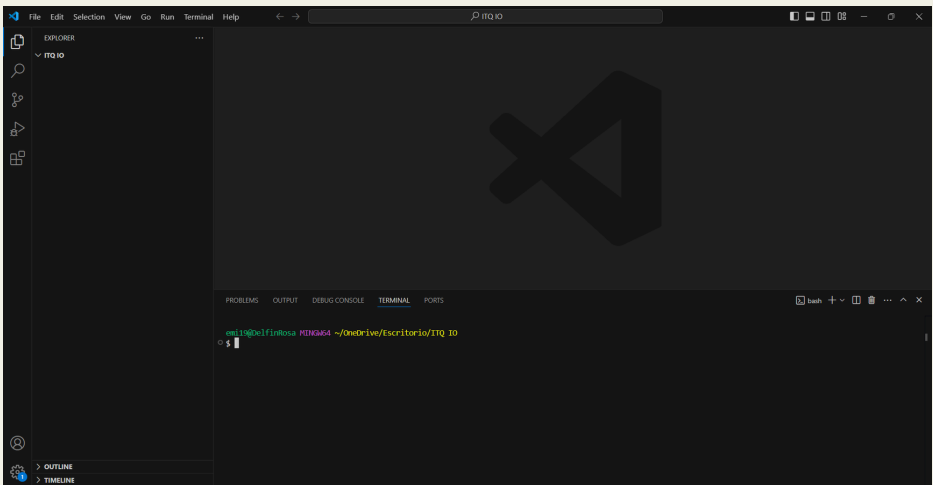 File Edit Selection View Go Run Terminal Help
ITQ IO
EXPLORER
ITQ IO
PROBLEMS OUTPUT DEBUG CONSOLE TERMINAL PORTS
bash
emi19@DelfinRosa MINGW64 ~/OneDrive/Escritorio/ITQ IO
$
OUTLINE
TIMELINE
1